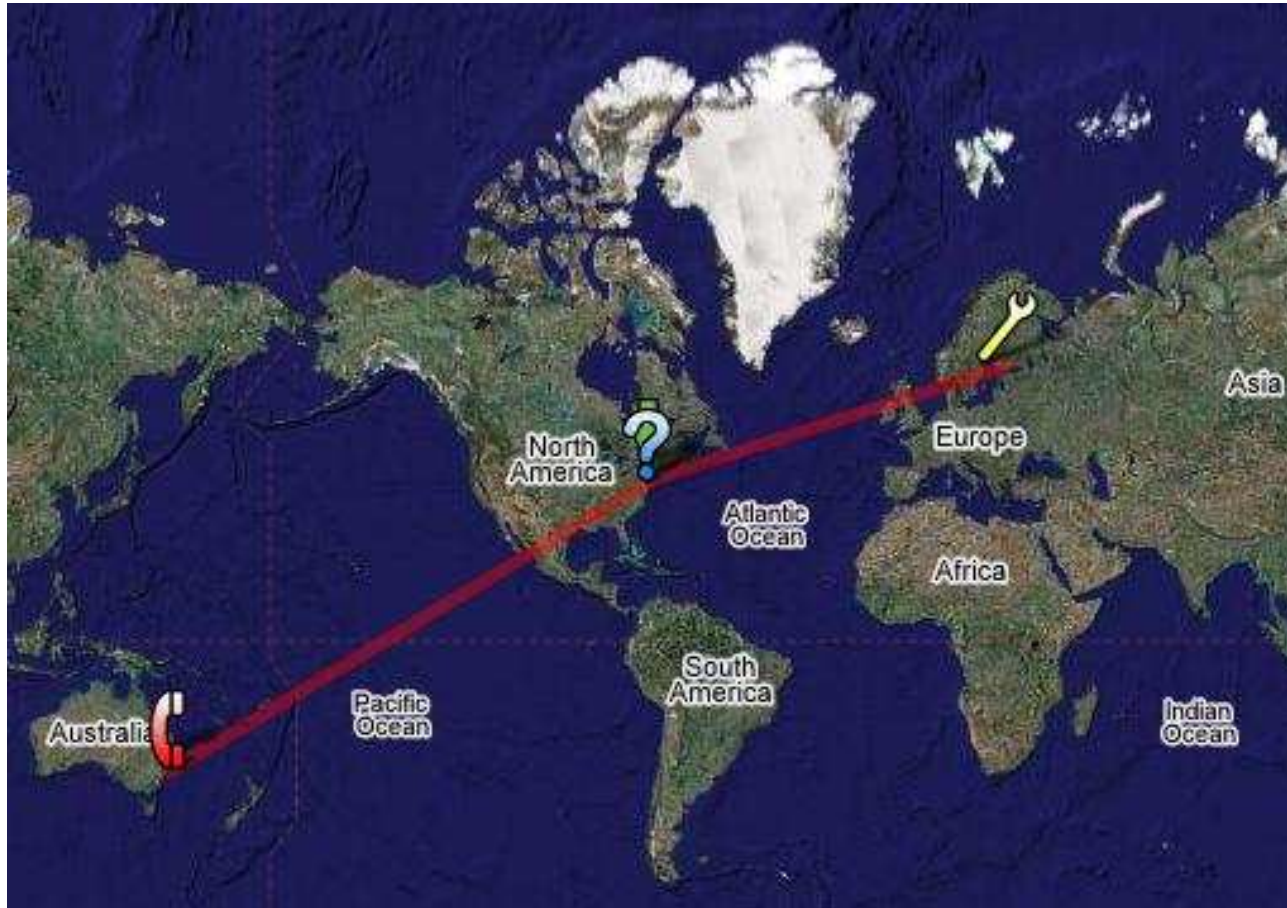 Asia
North
America
Europe
Atlantic
Ocean
Africa
South
America
Pacific
Ocean
Australia
Indian
Ocean